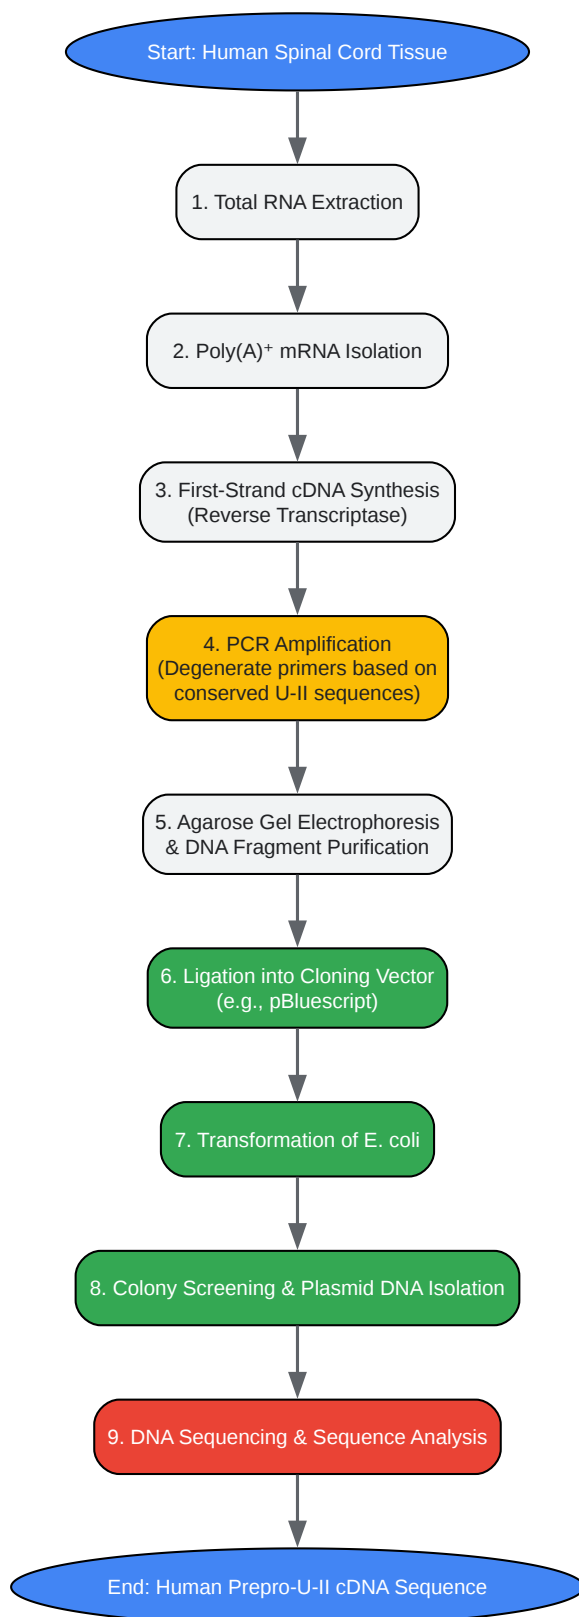 Start: Human Spinal Cord Tissue
1. Total RNA Extraction
2. Poly(A)⁺ mRNA Isolation
3. First-Strand cDNA Synthesis
(Reverse Transcriptase)
4. PCR Amplification
(Degenerate primers based on
conserved U-II sequences)
5. Agarose Gel Electrophoresis
& DNA Fragment Purification
6. Ligation into Cloning Vector
(e.g., pBluescript)
7. Transformation of E. coli
8. Colony Screening & Plasmid DNA Isolation
9. DNA Sequencing & Sequence Analysis
End: Human Prepro-U-II cDNA Sequence